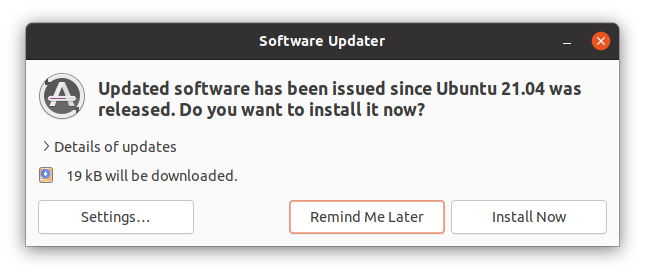 Software Updater
Updated software has been issued since Ubuntu 21.04 was
released. Do you want to install it now?
Details of updates
19 kB will be downloaded.
Settings…
Remind Me Later
Install Now